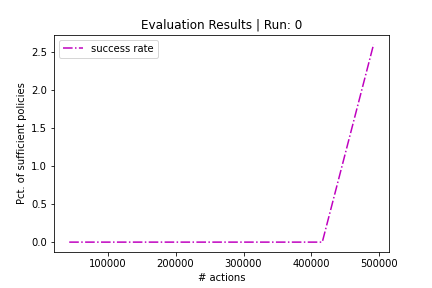 Evaluation Results | Run: 0
success rate
Pct. of sufficient policies
2.5
2.0
1.5
1.0
0.5
0.0
100000 200000 300000 400000 500000
# actions